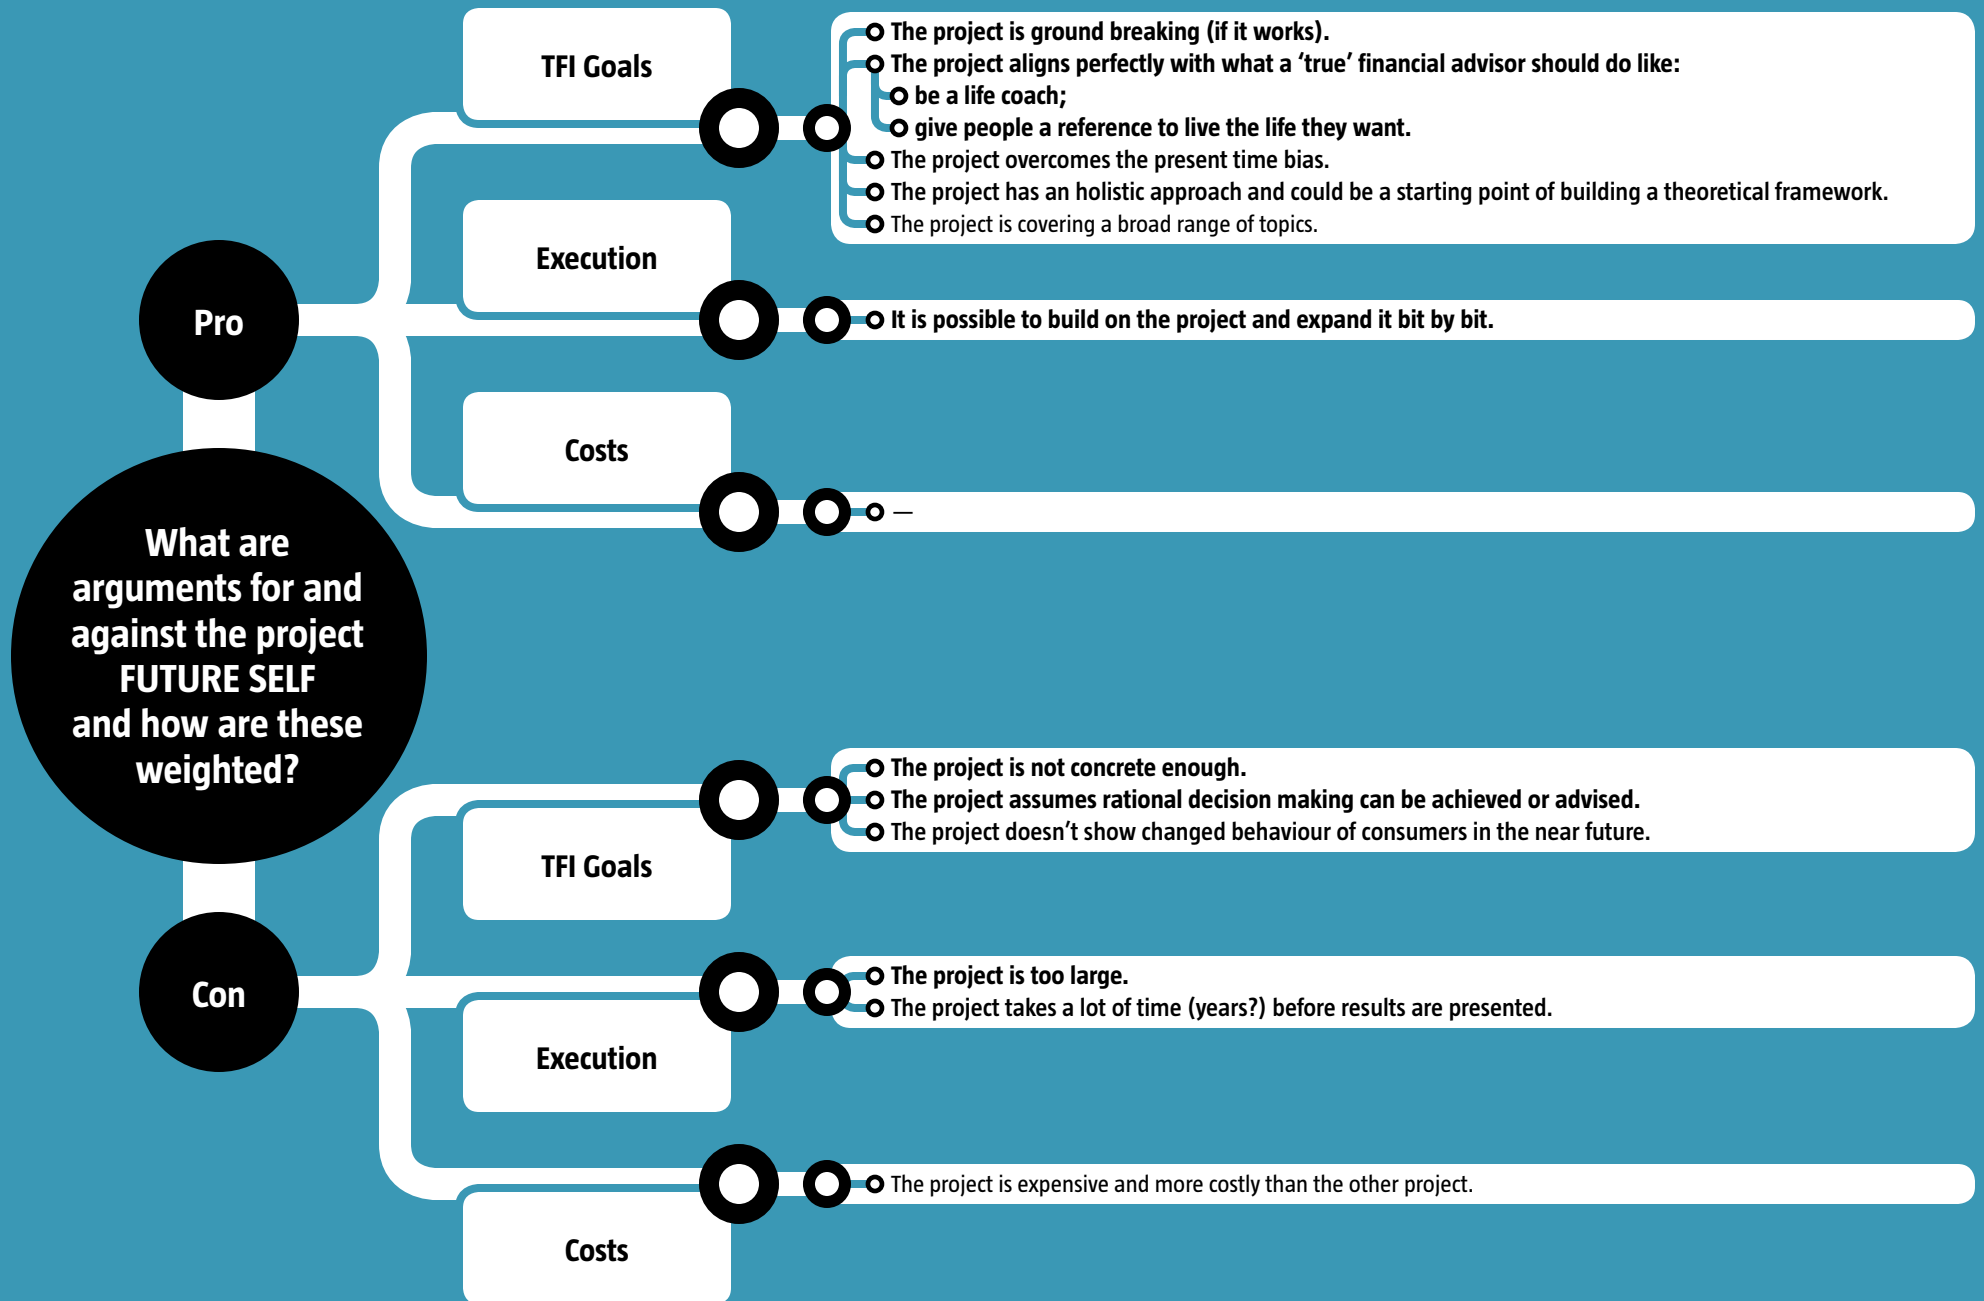 What are
arguments for and
against the project
FUTURE SELF
and how are these
weighted?
Pro
TFI Goals
The project is ground breaking (if it works).
The project aligns perfectly with what a ‘true’ financial advisor should do like:
be a life coach;
give people a reference to live the life they want.
The project overcomes the present time bias.
The project has an holistic approach and could be a starting point of building a theoretical framework.
The project is covering a broad range of topics.
Execution
It is possible to build on the project and expand it bit by bit.
Costs
—
Con
TFI Goals
The project is not concrete enough.
The project assumes rational decision making can be achieved or advised.
The project doesn’t show changed behaviour of consumers in the near future.
Execution
The project is too large.
The project takes a lot of time (years?) before results are presented.
Costs
The project is expensive and more costly than the other project.